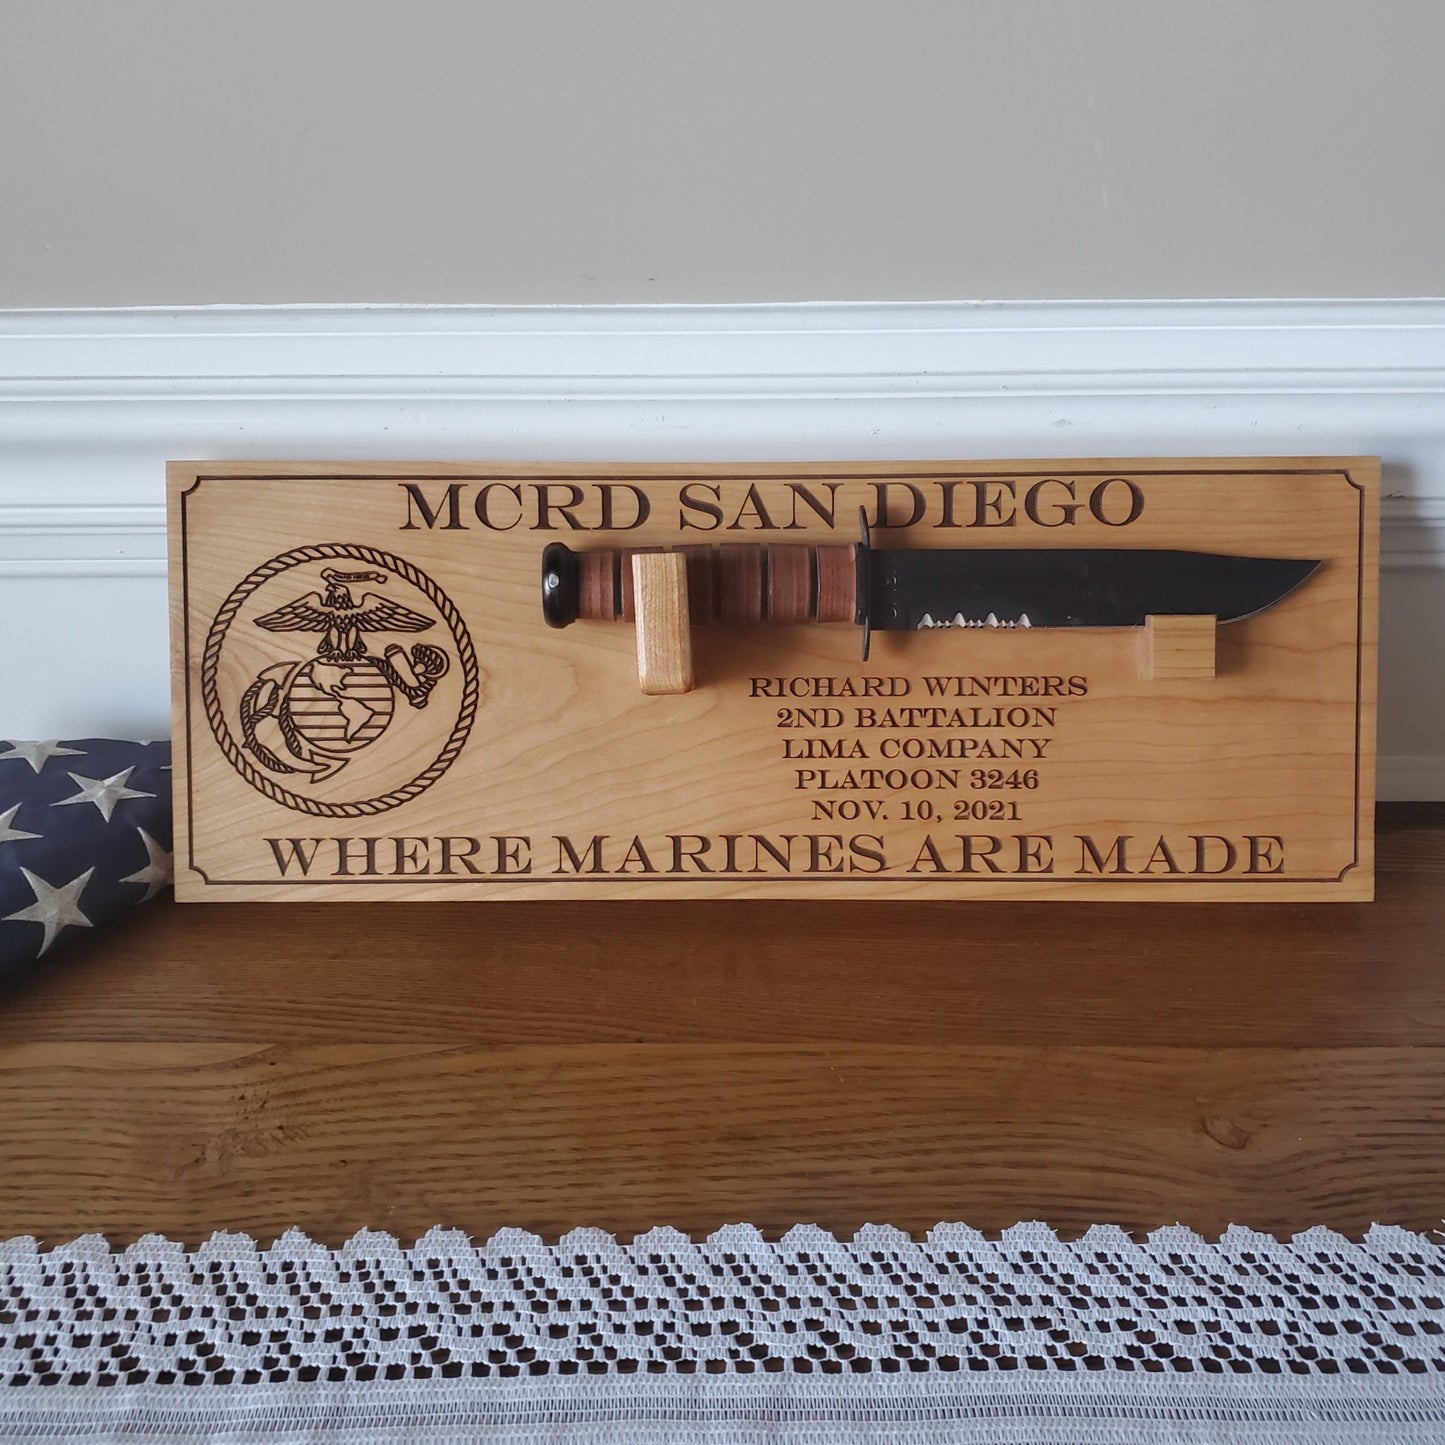 MCRD SAN DIEGO
RICHARD WINTERS
2ND BATTALION
LIMA COMPANY
PLATOON 3246
NOV. 10, 2021
WHERE MARINES ARE MADE